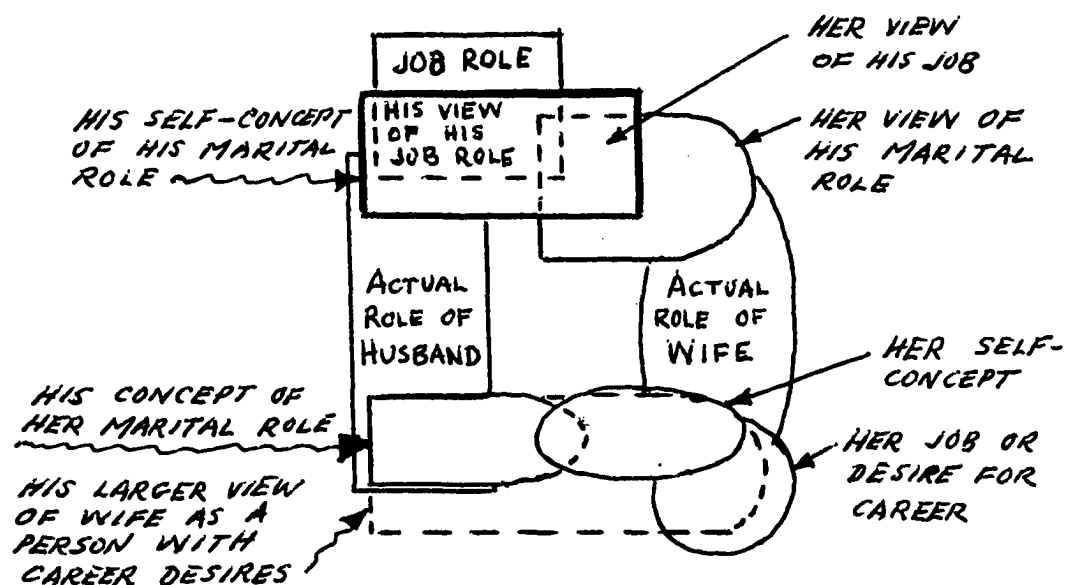 JOB ROLE
HIS VIEW
OF HIS
JOB ROLE
HER VIEW
OF HIS JOB
HIS SELF-CONCEPT
OF HIS MARITAL
ROLE
HER VIEW OF
HIS MARITAL
ROLE
ACTUAL
ROLE OF
HUSBAND
ACTUAL
ROLE OF
WIFE
HER SELF-
CONCEPT
HIS CONCEPT OF
HER MARITAL ROLE
HER JOB OR
DESIRE FOR
CAREER
HIS LARGER VIEW
OF WIFE AS A
PERSON WITH
CAREER DESIRES